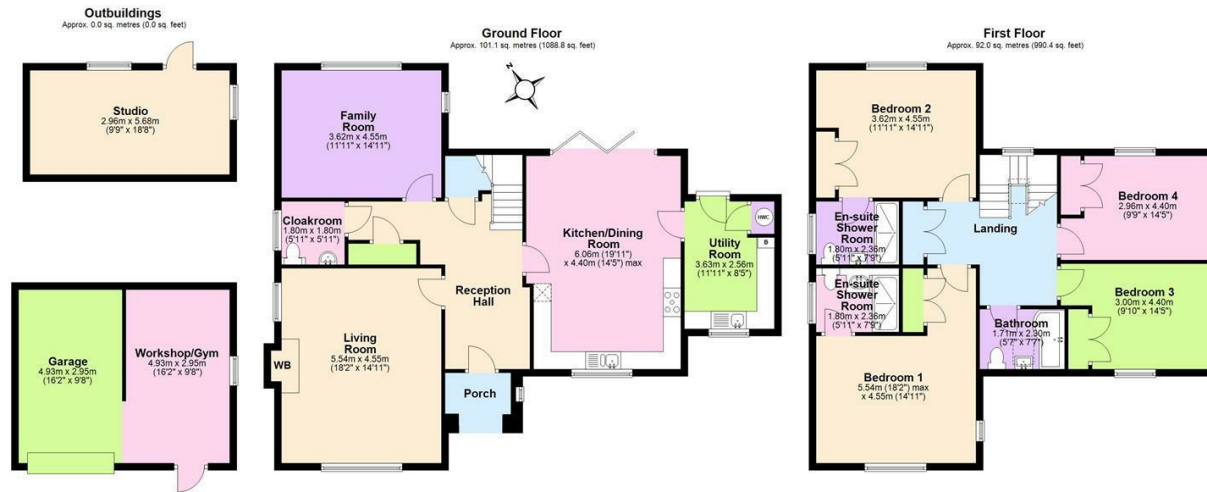 Outbuildings
Approx. 0.0 sq. metres (0.0 sq. feet)
Studio
2.96m x 5.68m
(9'9" x 18'8")
Garage
4.93m x 2.95m
(16'2" x 9'8")
Workshop/Gym
4.93m x 2.95m
(16'2" x 9'8")
Ground Floor
Approx. 101.1 sq. metres (1088.8 sq. feet)
N
Family
Room
3.62m x 4.55m
(11'11" x 14'11")
Cloakroom
1.80m x 1.80m
(5'11" x 5'11")
Kitchen/Dining
Room
6.06m (19'11")
x 4.40m (14'5") max
HWC
B
Utility
Room
3.63m x 2.56m
(11'11" x 8'5")
Reception
Hall
Living
Room
5.54m x 4.55m
(18'2" x 14'11")
WB
Porch
First Floor
Approx. 92.0 sq. metres (990.4 sq. feet)
Bedroom 2
3.62m x 4.55m
(11'11" x 14'11")
Bedroom 4
2.96m x 4.40m
(9'9" x 14'5")
En-suite
Shower
Room
1.80m x 2.36m
(5'11" x 7'9")
Landing
En-suite
Shower
Room
1.80m x 2.36m
(5'11" x 7'9")
Bedroom 3
3.00m x 4.40m
(9'10" x 14'5")
Bathroom
1.71m x 2.30m
(5'7" x 7'7")
Bedroom 1
5.54m (18'2") max
x 4.55m (14'11")